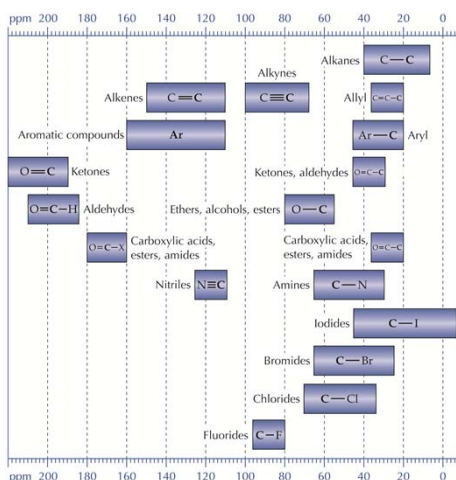 ppm 200 180 160 140 120 100 80 60 40 20 0
Alkanes C—C
Alkynes
Alkenes C=C C≡C Allyl C=C—C
Aromatic compounds Ar Ar—C Aryl
O=C Ketones Ketones, aldehydes O=C—C
O=C—H Aldehydes Ethers, alcohols, esters O—C
O=C—X Carboxylic acids, Carboxylic acids, O=C—C
esters, amides esters, amides
Nitriles N≡C Amines C—N
Iodides C—I
Bromides C—Br
Chlorides C—Cl
Fluorides C—F
ppm 200 180 160 140 120 100 80 60 40 20 0